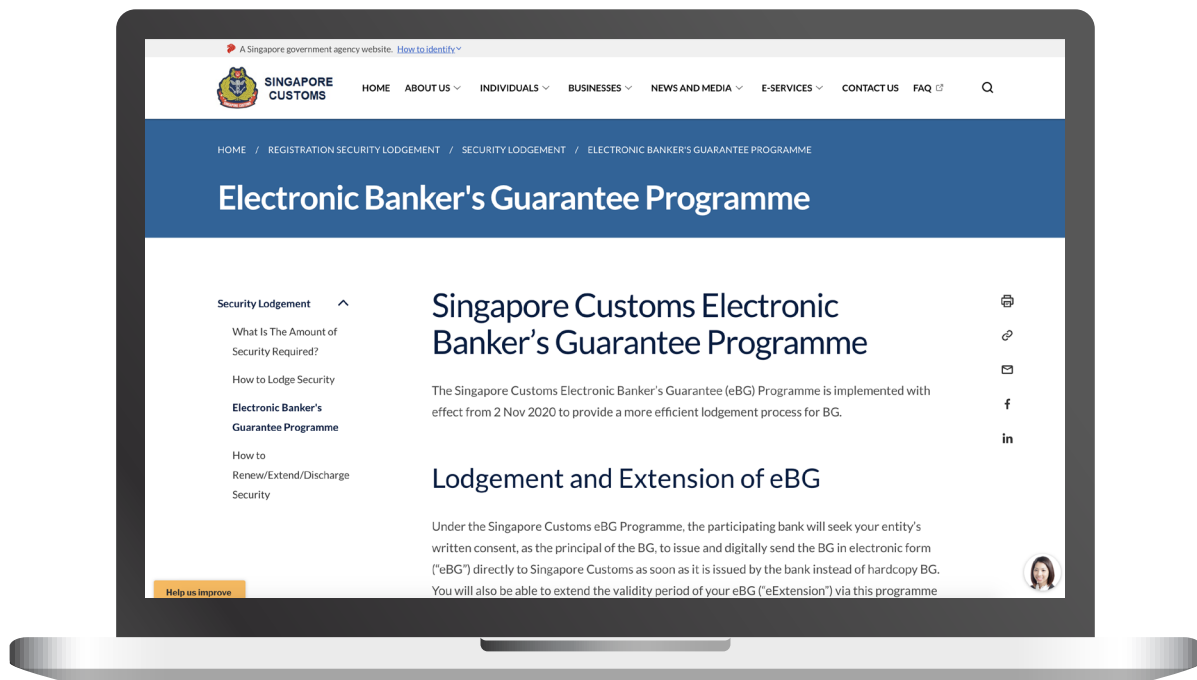 A Singapore government agency website. How to identify
SINGAPORE
CUSTOMS
HOME ABOUT US INDIVIDUALS BUSINESSES NEWS AND MEDIA E-SERVICES CONTACT US FAQ
HOME / REGISTRATION SECURITY LODGEMENT / SECURITY LODGEMENT / ELECTRONIC BANKER'S GUARANTEE PROGRAMME
Electronic Banker's Guarantee Programme
Security Lodgement
What Is The Amount of
Security Required?
How to Lodge Security
Electronic Banker's
Guarantee Programme
How to
Renew/Extend/Discharge
Security
Singapore Customs Electronic
Banker’s Guarantee Programme
The Singapore Customs Electronic Banker’s Guarantee (eBG) Programme is implemented with
effect from 2 Nov 2020 to provide a more efficient lodgement process for BG.
Lodgement and Extension of eBG
Under the Singapore Customs eBG Programme, the participating bank will seek your entity’s
written consent, as the principal of the BG, to issue and digitally send the BG in electronic form
(“eBG”) directly to Singapore Customs as soon as it is issued by the bank instead of hardcopy BG.
You will also be able to extend the validity period of your eBG (“eExtension”) via this programme
Help us improve